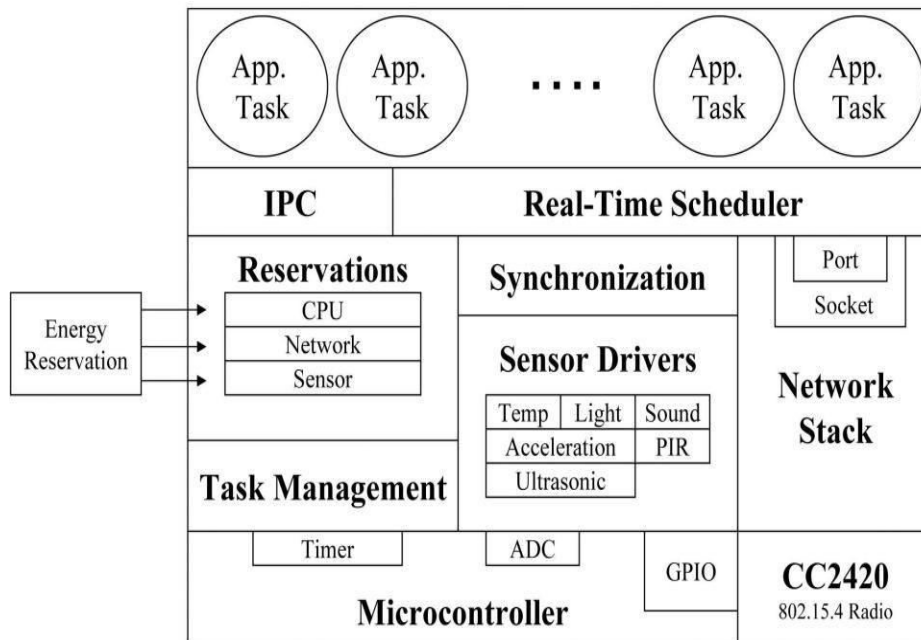 App.
Task
App.
Task
....
App.
Task
App.
Task
IPC
Real-Time Scheduler
Reservations
CPU
Network
Sensor
Energy
Reservation
Synchronization
Port
Socket
Sensor Drivers
Temp
Light
Sound
Acceleration
PIR
Ultrasonic
Network
Stack
Task Management
Timer
ADC
GPIO
Microcontroller
CC2420
802.15.4 Radio